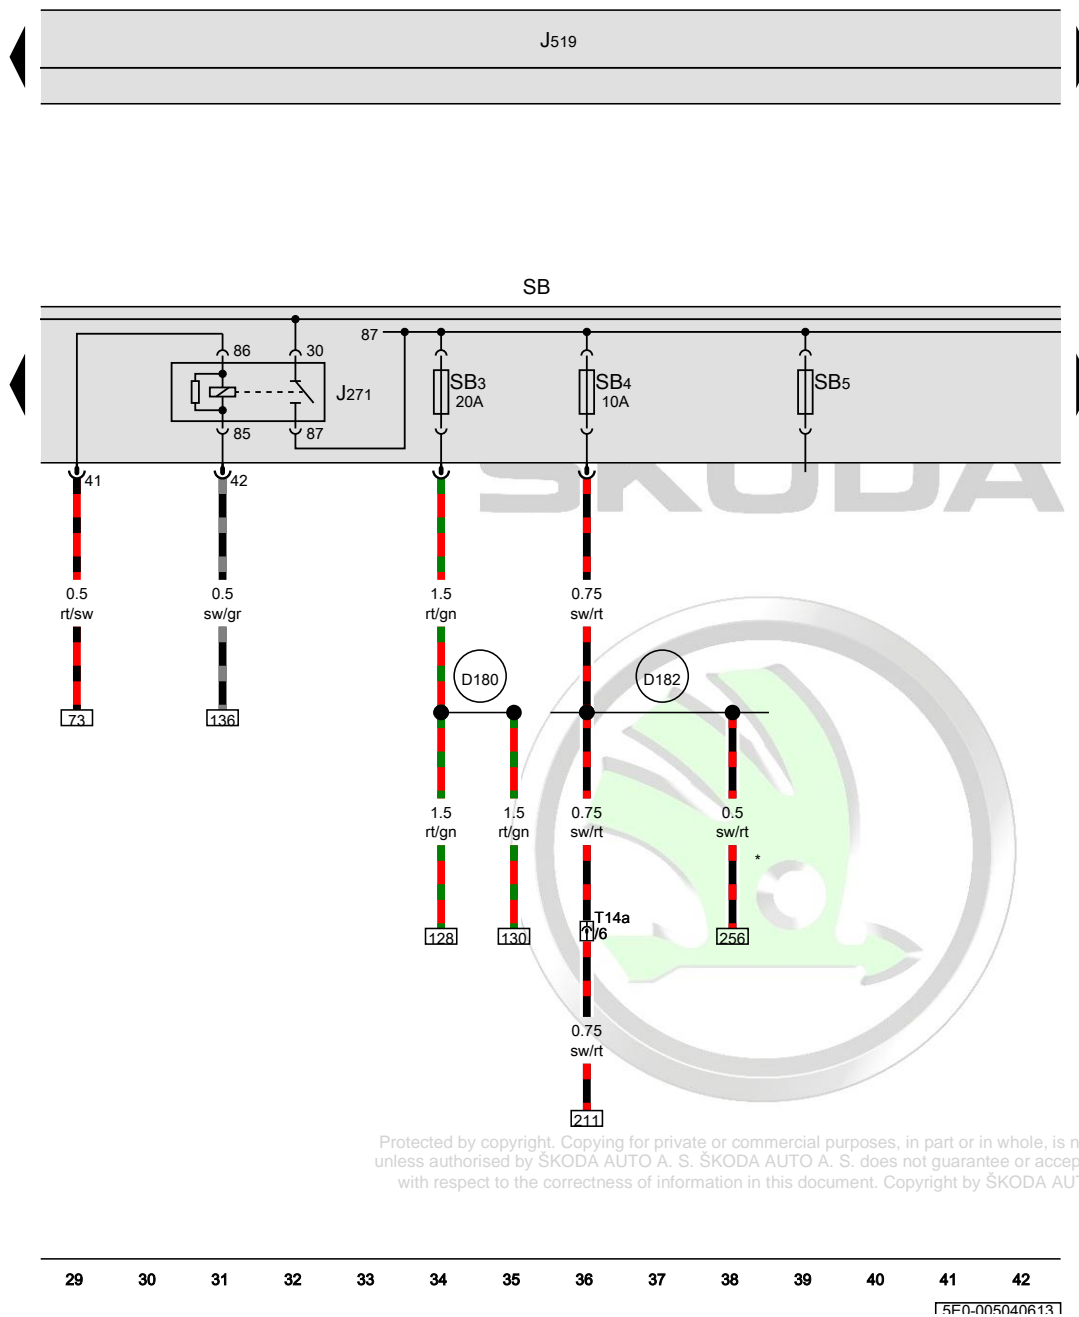 J519
SB
87
86
30
J271
SB3
20A
SB4
10A
SB5
85
87
41
42
ŠKODA
0.5
rt/sw
0.5
sw/gr
1.5
rt/gn
0.75
sw/rt
D180
D182
73
136
1.5
rt/gn
1.5
rt/gn
0.75
sw/rt
0.5
sw/rt
*
T14a
/6
128
130
256
0.75
sw/rt
211
Protected by copyright. Copying for private or commercial purposes, in part or in whole, is n
unless authorised by ŠKODA AUTO A. S. ŠKODA AUTO A. S. does not guarantee or accep
with respect to the correctness of information in this document. Copyright by ŠKODA AU
29 30 31 32 33 34 35 36 37 38 39 40 41 42
5E0-005040613